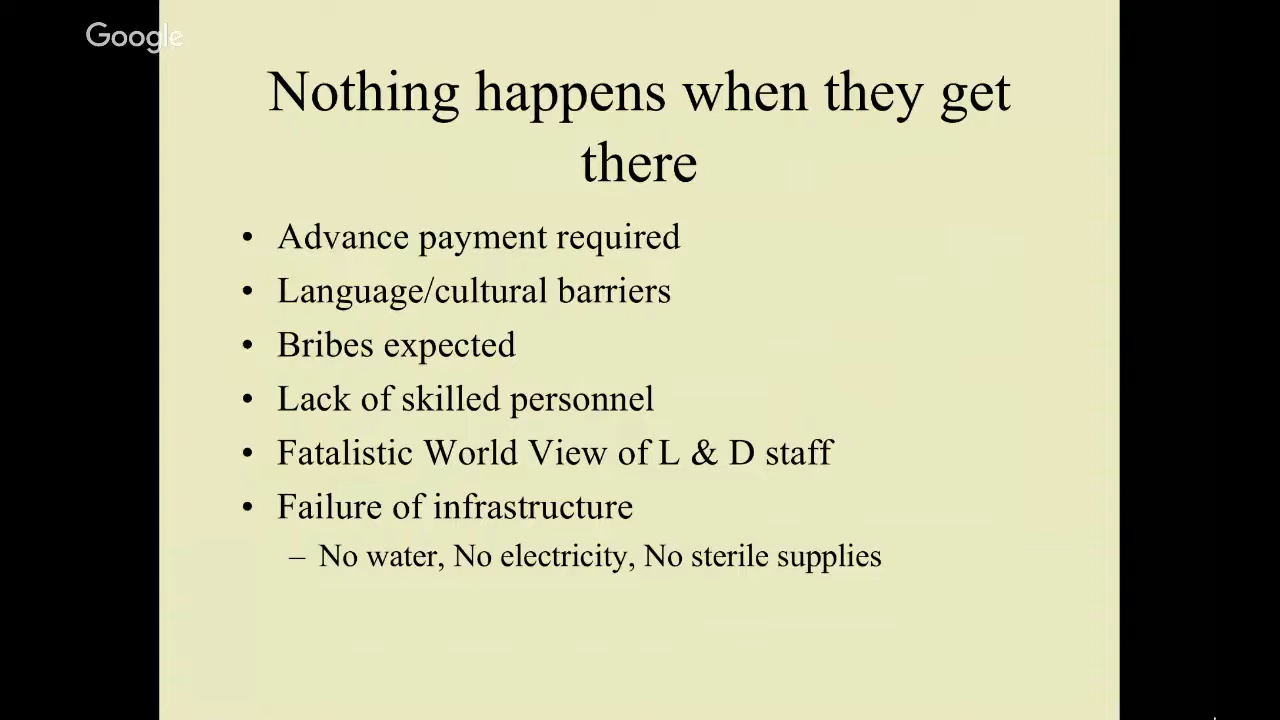 Google
Nothing happens when they get
there
• Advance payment required
• Language/cultural barriers
• Bribes expected
• Lack of skilled personnel
• Fatalistic World View of L & D staff
• Failure of infrastructure
– No water, No electricity, No sterile supplies